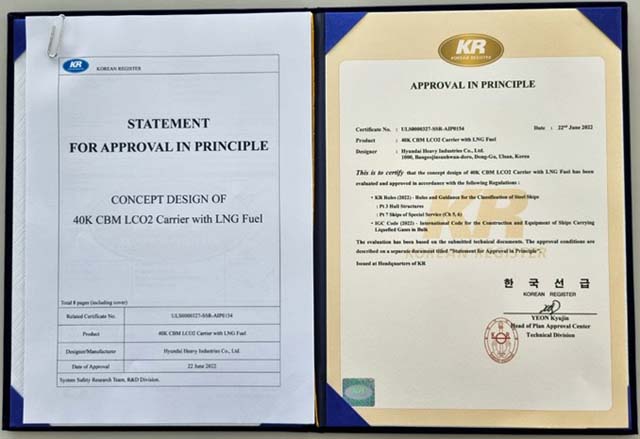 KR
KOREAN REGISTER
STATEMENT
FOR APPROVAL IN PRINCIPLE
CONCEPT DESIGN OF
40K CBM LCO2 Carrier with LNG Fuel
Total 8 pages (including cover)
Related Certificate No. ULS0000327-SSR-AIP0154
Product 40K CBM LCO2 Carrier with LNG Fuel
Designer/Manufacturer Hyundai Heavy Industries Co., Ltd.
Date of Approval 22 June 2022
System Safety Research Team, R&D Division.
KR
KOREAN REGISTER
APPROVAL IN PRINCIPLE
Certificate No. : ULS0000327-SSR-AIP0154 Date : 22nd June 2022
Product : 40K CBM LCO2 Carrier with LNG Fuel
Designer : Hyundai Heavy Industries Co., Ltd.
1000, Bangeojinsunhwan-doro, Dong-Gu, Ulsan, Korea
This is to certify that the concept design of 40K CBM LCO2 Carrier with LNG Fuel has been
evaluated and approved in accordance with the following Regulations :
• KR Rules (2022) - Rules and Guidance for the Classification of Steel Ships
- Pt 3 Hull Structures
- Pt 7 Ships of Special Service (Ch 5, 6)
• IGC Code (2022) - International Code for the Construction and Equipment of Ships Carrying
Liquefied Gases in Bulk
KR
KOREAN REGISTER
The evaluation has been based on the submitted technical documents. The approval conditions are
described on a separate document titled "Statement for Approval in Principle".
Issued at Headquarters of KR
한국선급
KOREAN REGISTER
YEON Kyujin
Head of Plan Approval Center
Technical Division